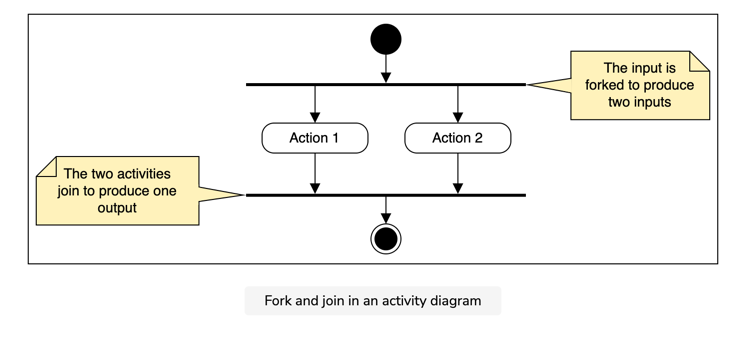 The input is
forked to produce
two inputs
Action 1
Action 2
The two activities
join to produce one
output
Fork and join in an activity diagram